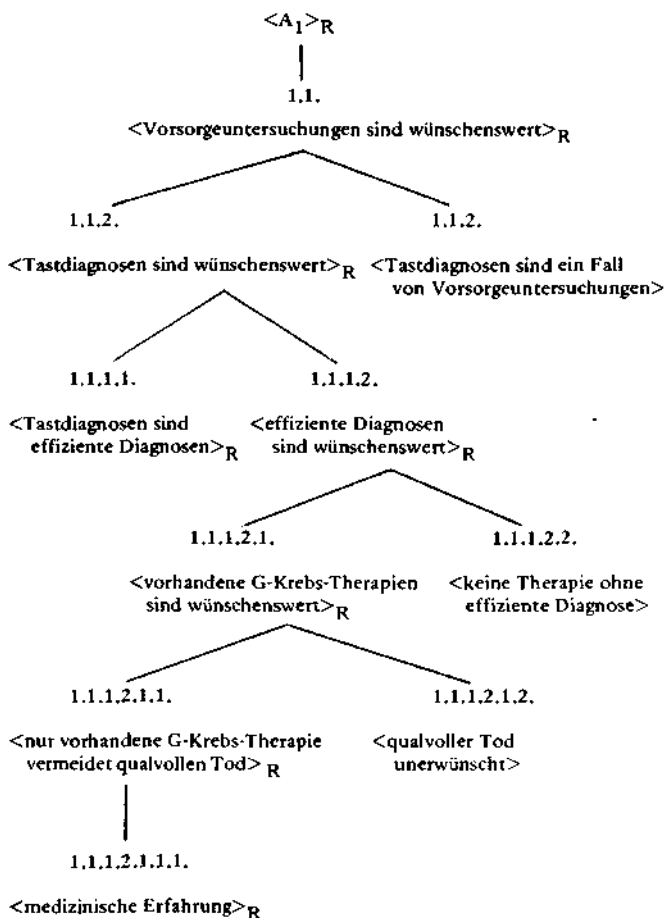 <A1>R
1.1.
<Vorsorgeuntersuchungen sind wünschenswert>R
1.1.2. 1.1.2.
<Tastdiagnosen sind wünschenswert>R <Tastdiagnosen sind ein Fall
von Vorsorgeuntersuchungen>
1.1.1.1. 1.1.1.2.
<Tastdiagnosen sind <effiziente Diagnosen
effiziente Diagnosen>R sind wünschenswert>R
1.1.1.2.1. 1.1.1.2.2.
<vorhandene G-Krebs-Therapien <keine Therapie ohne
sind wünschenswert>R effiziente Diagnose>
1.1.1.2.1.1. 1.1.1.2.1.2.
<nur vorhandene G-Krebs-Therapie <qualvoller Tod
vermeidet qualvollen Tod>R unerwünscht>
1.1.1.2.1.1.1.
<medizinische Erfahrung>R